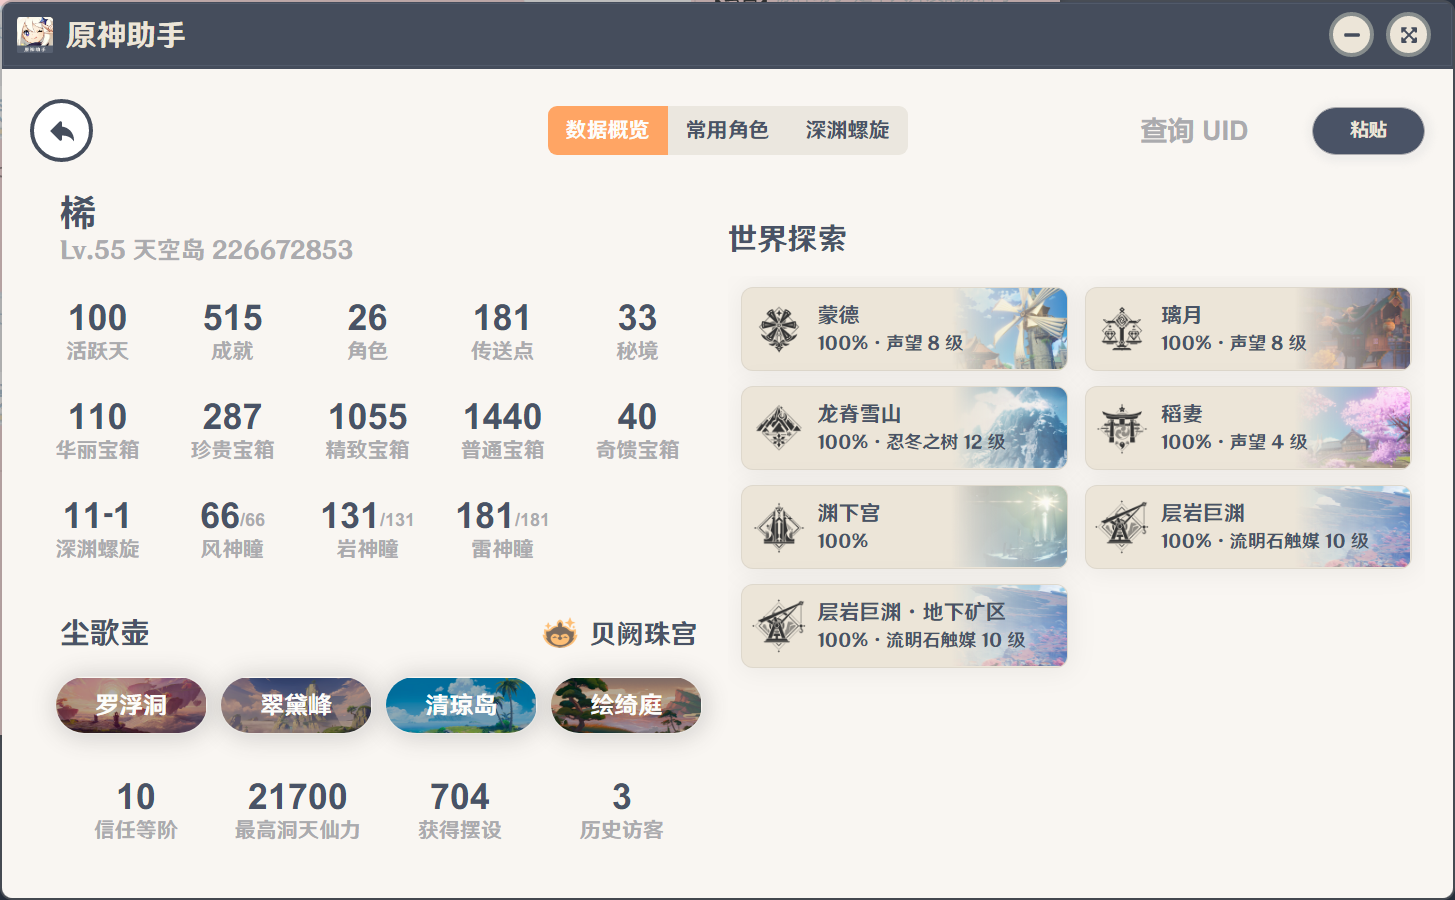 原神助手
数据概览 常用角色 深渊螺旋
查询 UID
粘贴
桸
Lv.55 天空岛 226672853
100 515 26 181 33
活跃天 成就 角色 传送点 秘境
110 287 1055 1440 40
华丽宝箱 珍贵宝箱 精致宝箱 普通宝箱 奇馈宝箱
11-1 66/66 131/131 181/181
深渊螺旋 风神瞳 岩神瞳 雷神瞳
尘歌壶
贝阙珠宫
罗浮洞 翠黛峰 清琼岛 绘绮庭
10 21700 704 3
信任等阶 最高洞天仙力 获得摆设 历史访客
世界探索
蒙德
100% · 声望 8 级
璃月
100% · 声望 8 级
龙脊雪山
100% · 忍冬之树 12 级
稻妻
100% · 声望 4 级
渊下宫
100%
层岩巨渊
100% · 流明石触媒 10 级
层岩巨渊 · 地下矿区
100% · 流明石触媒 10 级